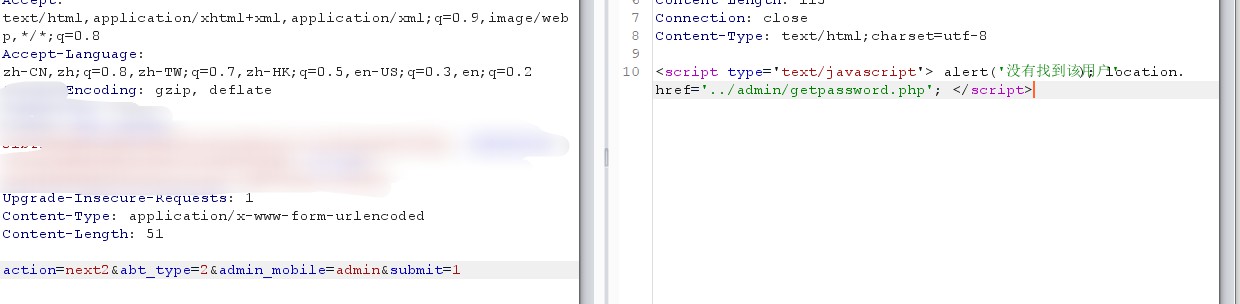 Accept:
text/html,application/xhtml+xml,application/xml;q=0.9,image/web
p,*/*;q=0.8
Accept-Language:
zh-CN,zh;q=0.8,zh-TW;q=0.7,zh-HK;q=0.5,en-US;q=0.3,en;q=0.2
Encoding: gzip, deflate
Upgrade-Insecure-Requests: 1
Content-Type: application/x-www-form-urlencoded
Content-Length: 51
action=next2&abt_type=2&admin_mobile=admin&submit=1
6 Content-Length: 113
7 Connection: close
8 Content-Type: text/html;charset=utf-8
9
10 <script type='text/javascript'> alert('没有找到该用户'); location.
href='../admin/getpassword.php'; </script>